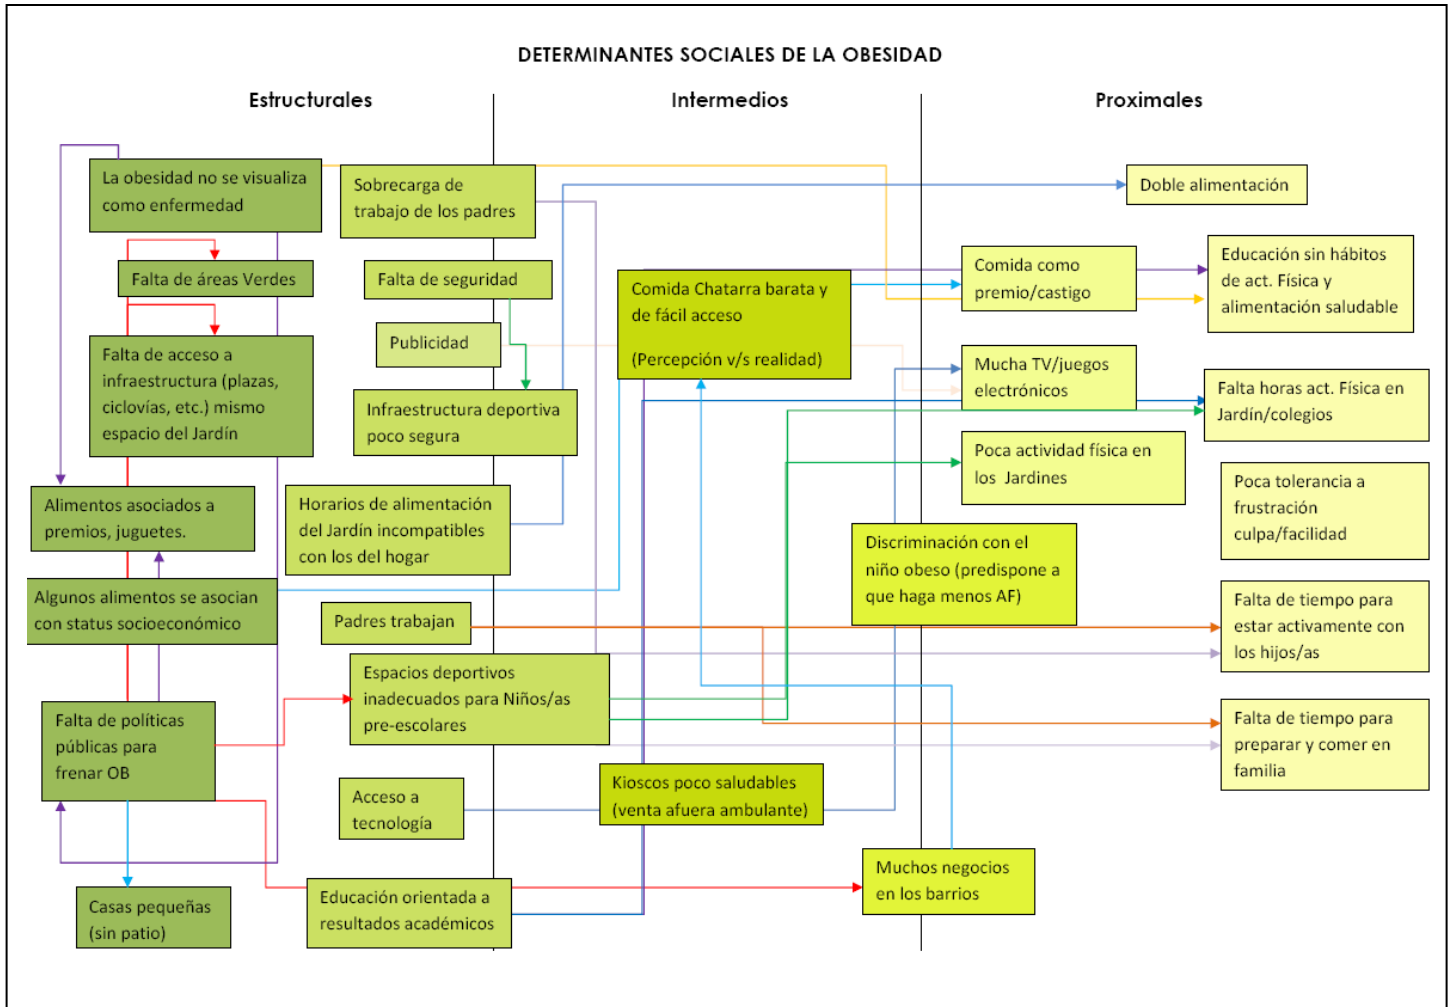 DETERMINANTES SOCIALES DE LA OBESIDAD
Estructurales
Intermedios
Proximales
La obesidad no se visualiza
como enfermedad
Falta de áreas Verdes
Falta de acceso a
infraestructura (plazas,
ciclovías, etc.) mismo
espacio del Jardín
Alimentos asociados a
premios, juguetes.
Algunos alimentos se asocian
con status socioeconómico
Falta de políticas
públicas para
frenar OB
Casas pequeñas
(sin patio)
Sobrecarga de
trabajo de los padres
Falta de seguridad
Publicidad
Infraestructura deportiva
poco segura
Horarios de alimentación
del Jardín incompatibles
con los del hogar
Padres trabajan
Espacios deportivos
inadecuados para Niños/as
pre-escolares
Acceso a
tecnología
Educación orientada a
resultados académicos
Comida Chatarra barata y
de fácil acceso
(Percepción v/s realidad)
Kioscos poco saludables
(venta afuera ambulante)
Discriminación con el
niño obeso (predispone a
que haga menos AF)
Muchos negocios
en los barrios
Doble alimentación
Comida como
premio/castigo
Educación sin hábitos
de act. Física y
alimentación saludable
Mucha TV/juegos
electrónicos
Falta horas act. Física en
Jardín/colegios
Poca actividad física en
los Jardines
Poca tolerancia a
frustración
culpa/facilidad
Falta de tiempo para
estar activamente con
los hijos/as
Falta de tiempo para
preparar y comer en
familia